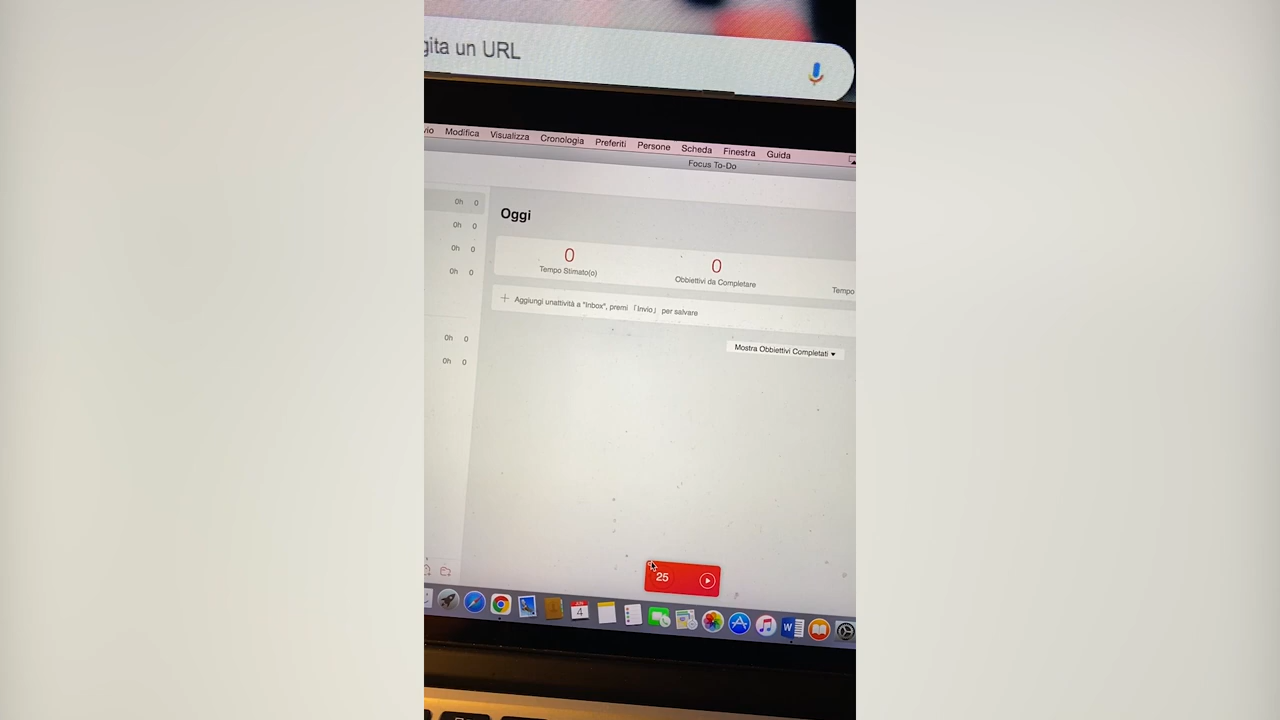 gita un URL
Modifica Visualizza Cronologia Preferiti Persone Scheda Finestra Guida
Focus To-Do
0h 0
0h 0
0h 0
0h 0
0h 0
0h 0
Oggi
0
Tempo Stimato(o)
0
Obbiettivi da Completare
Tempo
Aggiungi unattività a "Inbox", premi 「Invio」 per salvare
Mostra Obbiettivi Completati
25
4